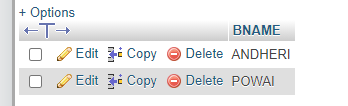 + Options
←T→ BNAME
Edit Copy Delete ANDHERI
Edit Copy Delete POWAI